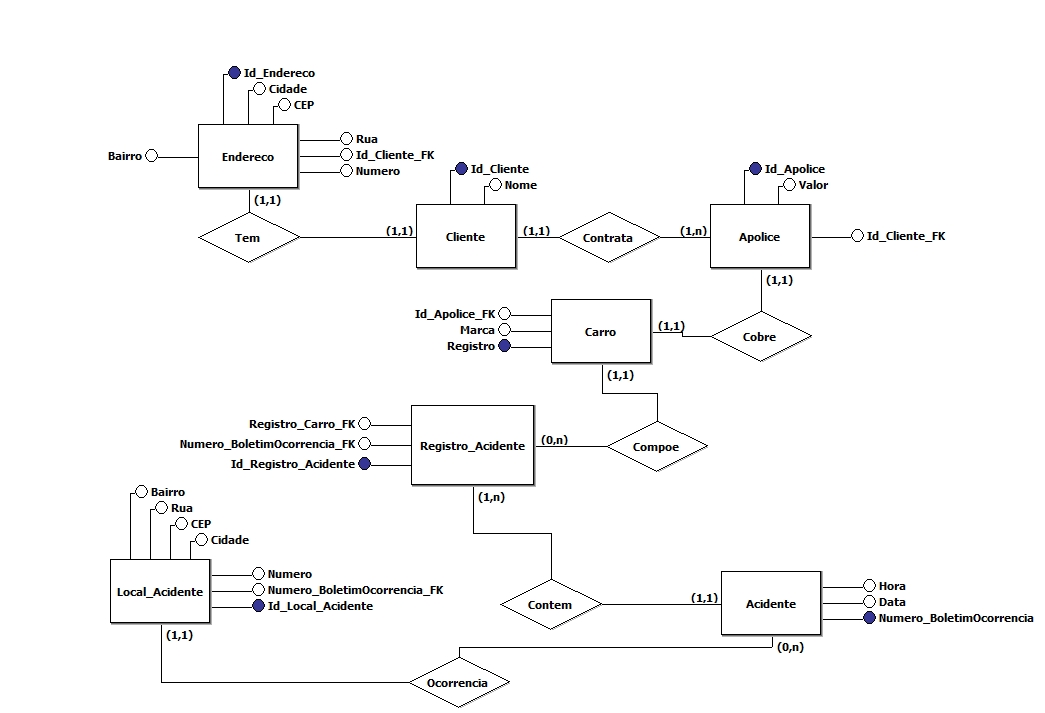 Id_Endereco
Cidade
CEP
Rua
Bairro
Endereco
Id_Cliente_FK
Numero
(1,1)
Tem
Id_Cliente
Nome
(1,1)
Cliente
(1,1)
Contrata
Id_Apolice
Valor
(1,n)
Apolice
Id_Cliente_FK
(1,1)
Id_Apolice_FK
Marca
Registro
Carro
(1,1)
Cobre
(1,1)
Registro_Carro_FK
Numero_BoletimOcorrencia_FK
Id_Registro_Acidente
Registro_Acidente
(0,n)
Compoe
(1,n)
Bairro
Rua
CEP
Cidade
Local_Acidente
Numero
Numero_BoletimOcorrencia_FK
Id_Local_Acidente
(1,1)
Contem
(1,1)
Acidente
Hora
Data
Numero_BoletimOcorrencia
(0,n)
Ocorrencia